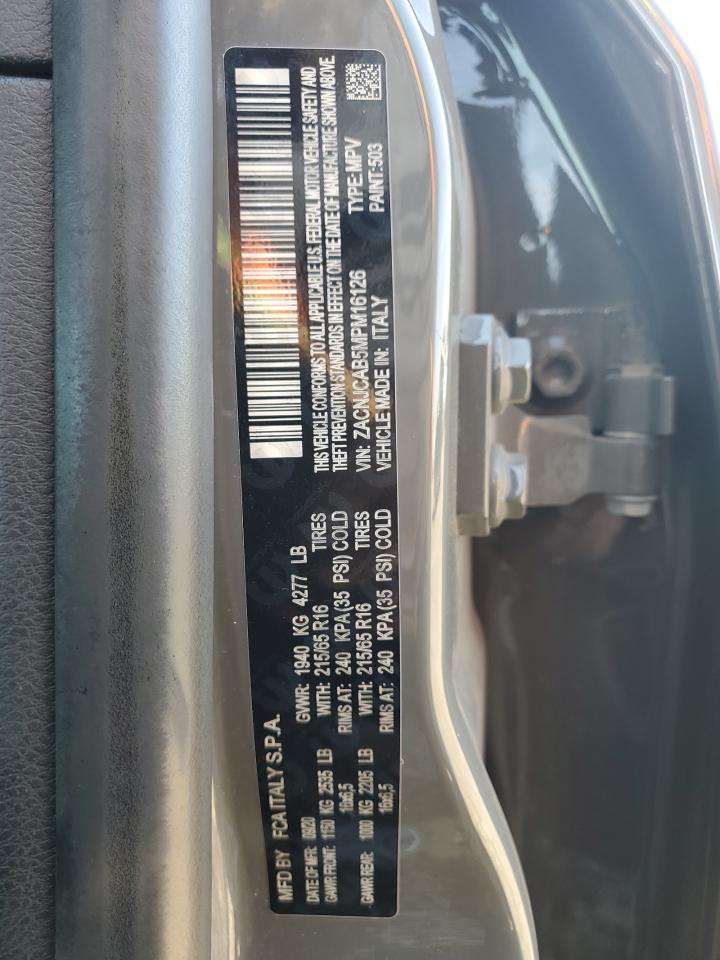 MFD BY FCA ITALY S.P.A.
DATE OF MFR 09/20 GVWR: 1940 KG 4277 LB
GAWR FRONT: 1150 KG 2535 LB WITH: 215/65 R16 TIRES
16x6,5 RIMS AT: 240 KPA(35 PSI) COLD
GAWR REAR: 1000 KG 2205 LB WITH: 215/65 R16 TIRES
16x6,5 RIMS AT: 240 KPA(35 PSI) COLD
THIS VEHICLE CONFORMS TO ALL APPLICABLE U.S. FEDERAL MOTOR VEHICLE SAFETY AND
THEFT PREVENTION STANDARDS IN EFFECT ON THE DATE OF MANUFACTURE SHOWN ABOVE.
VIN: ZACNJCAB5MPM16126 TYPE:MPV
VEHICLE MADE IN: ITALY PAINT:503